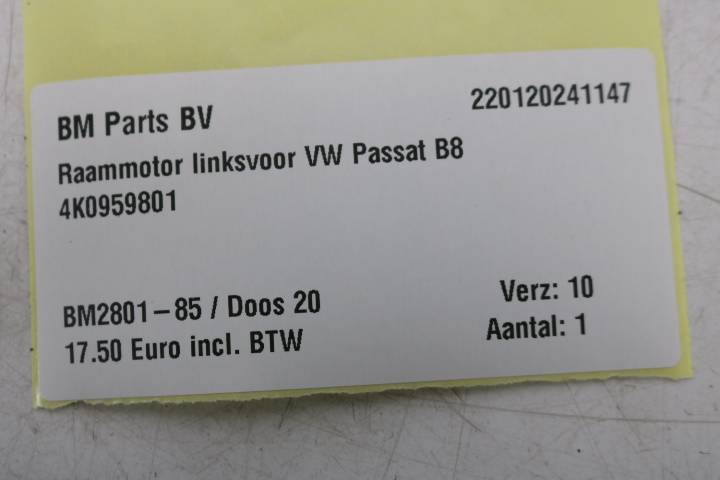 BM Parts BV
220120241147
Raammotor linksvoor VW Passat B8
4K0959801
BM2801-85 / Doos 20
Verz: 10
17.50 Euro incl. BTW
Aantal: 1